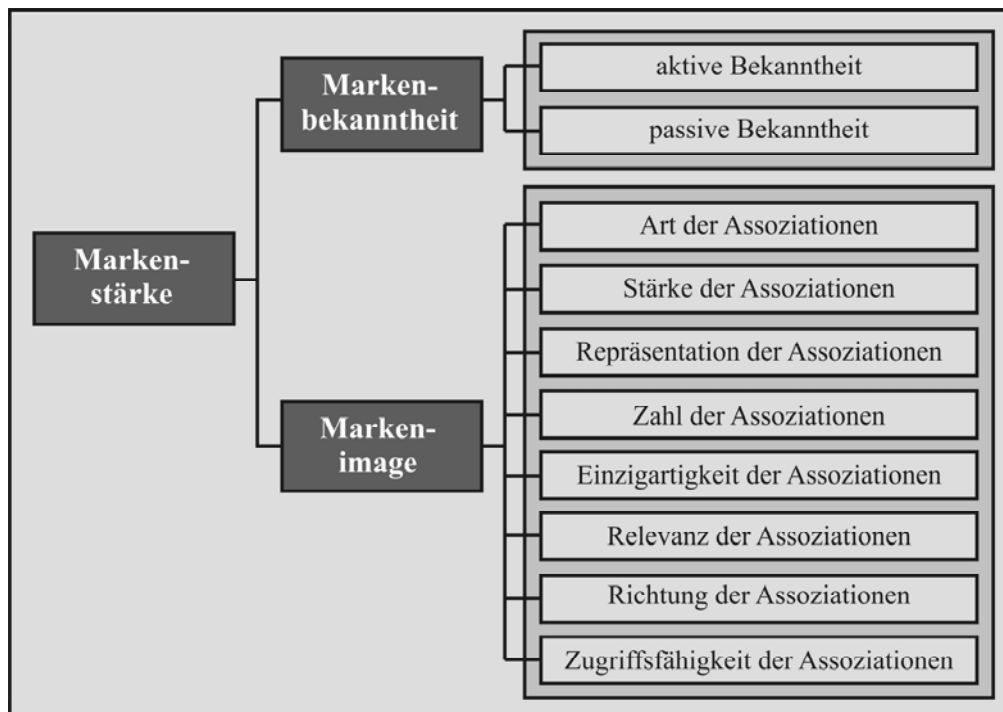 Marken-
stärke
Marken-
bekanntheit
aktive Bekanntheit
passive Bekanntheit
Marken-
image
Art der Assoziationen
Stärke der Assoziationen
Repräsentation der Assoziationen
Zahl der Assoziationen
Einzigartigkeit der Assoziationen
Relevanz der Assoziationen
Richtung der Assoziationen
Zugriffsfähigkeit der Assoziationen